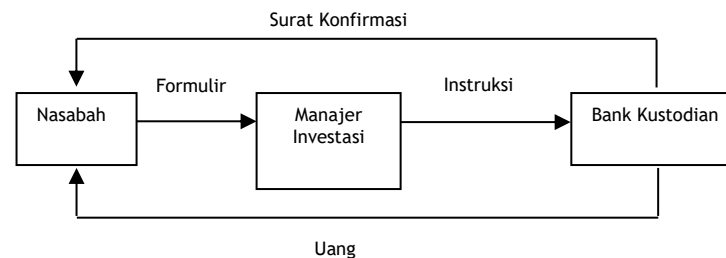 Surat Konfirmasi
Formulir
Instruksi
Nasabah
Manajer
Investasi
Bank Kustodian
Uang